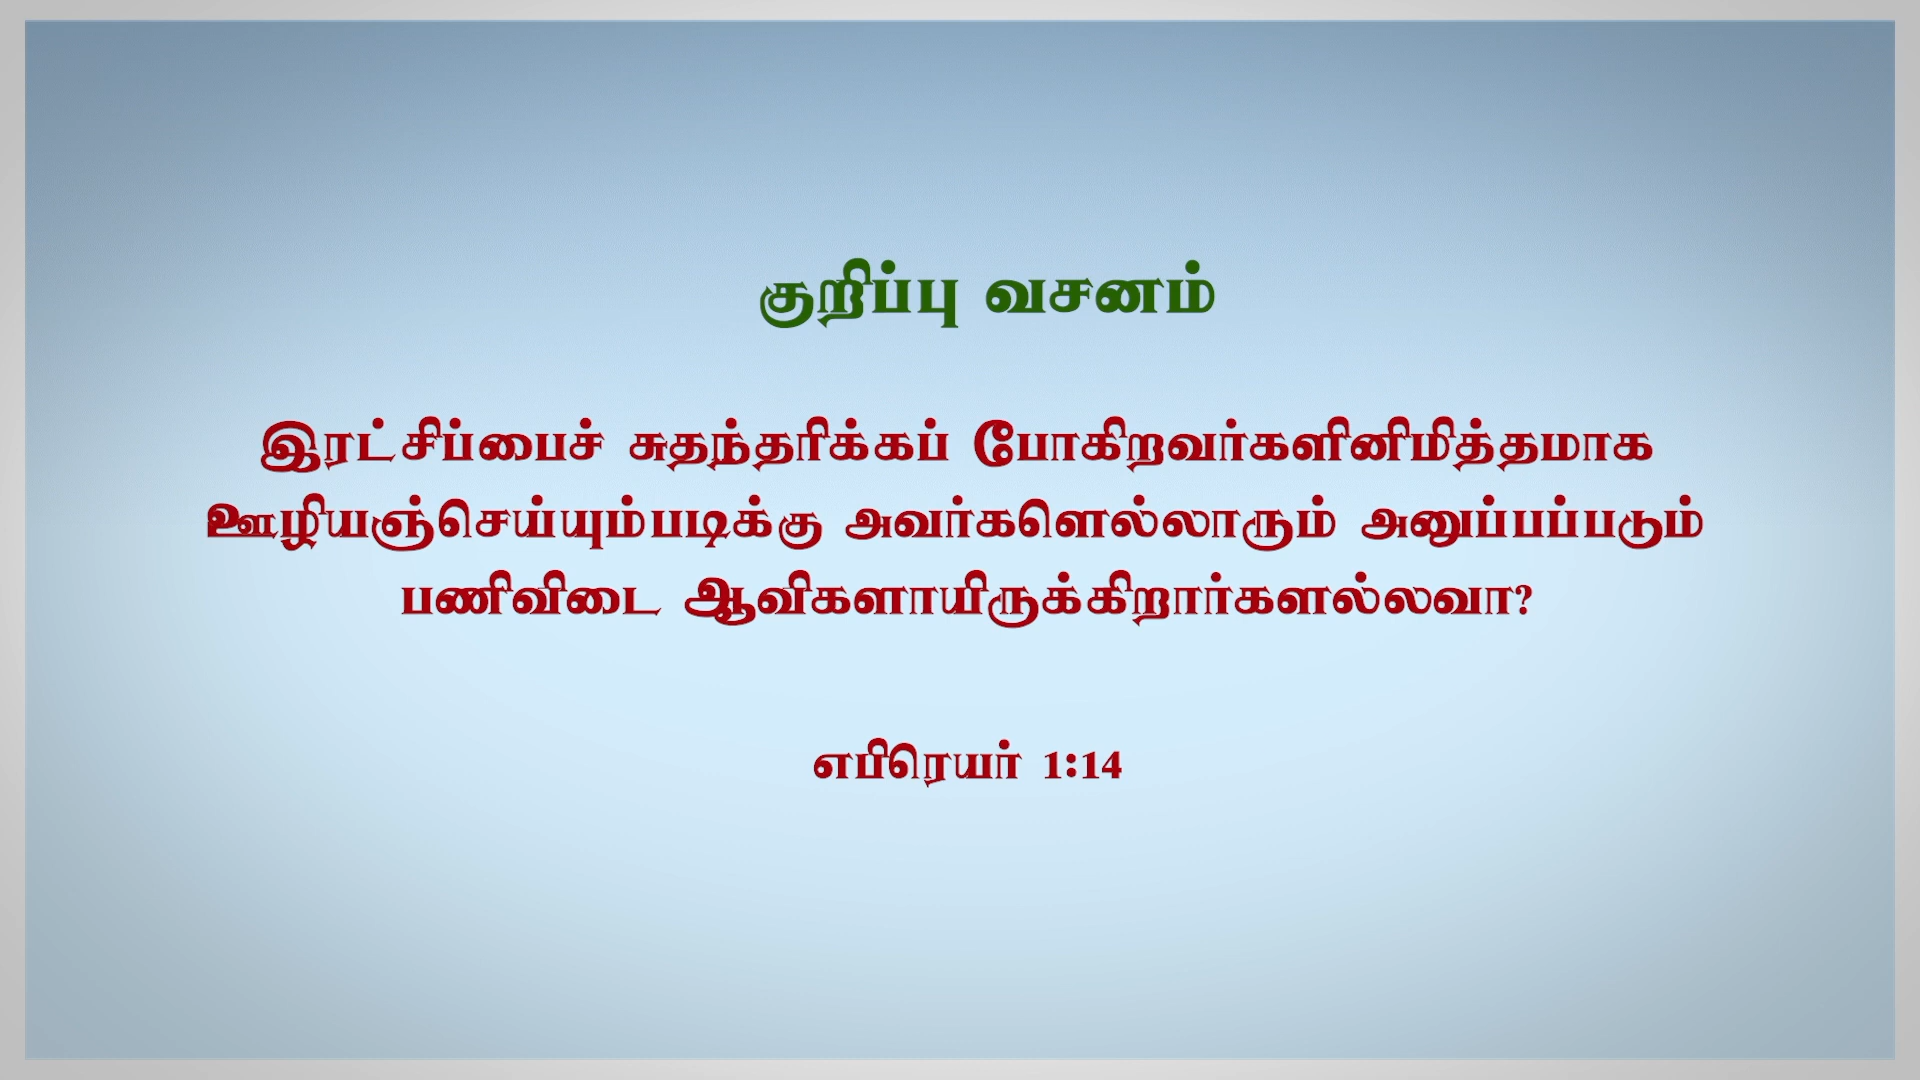 குறிப்பு வசனம்
இரட்சிப்பைச் சுதந்தரிக்கப் போகிறவர்களினிமித்தமாக
ஊழியஞ்செய்யும்படிக்கு அவர்களெல்லாரும் அனுப்பப்படும்
பணிவிடை ஆவிகளாயிருக்கிறார்களல்லவா?
எபிரெயர் 1:14